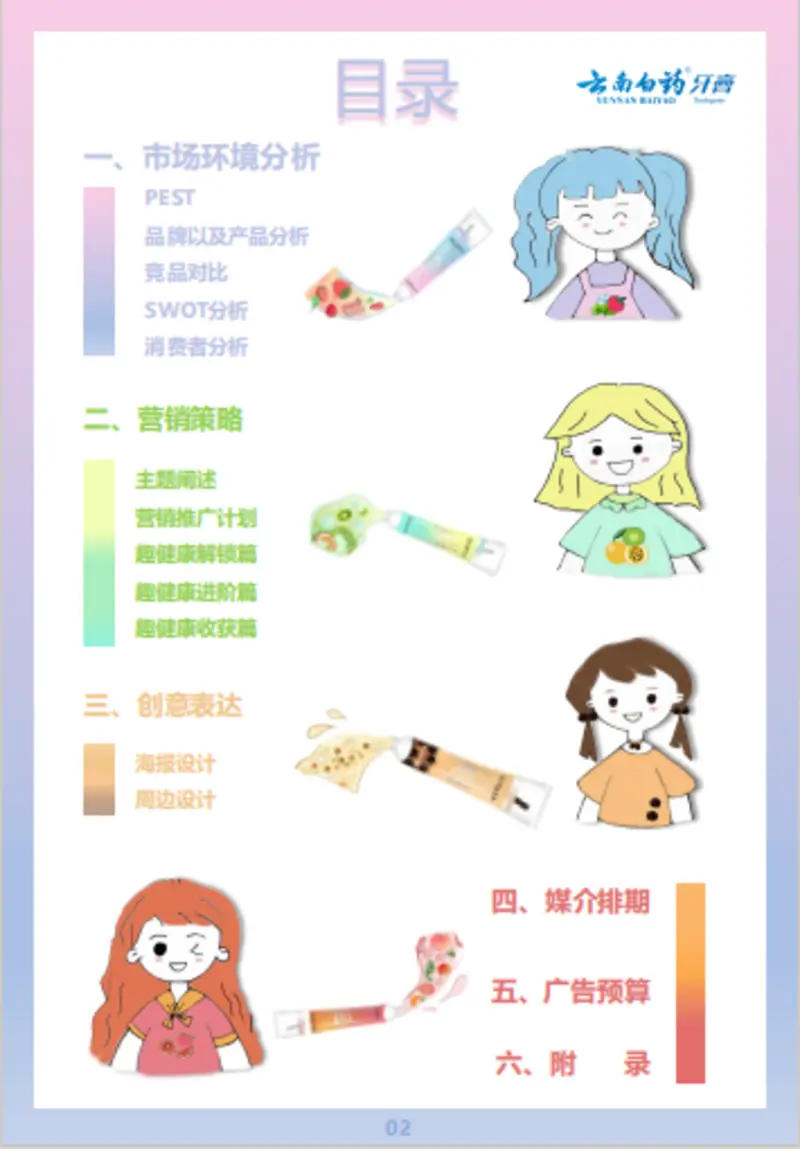 目录
云南白药牙膏
YUNNAN BAIYAO
一、市场环境分析
PEST
品牌以及产品分析
竞品对比
SWOT分析
消费者分析
二、营销策略
主题阐述
营销推广计划
趣健康解锁篇
趣健康进阶篇
趣健康收获篇
三、创意表达
海报设计
周边设计
四、媒介排期
五、广告预算
六、附 录
02